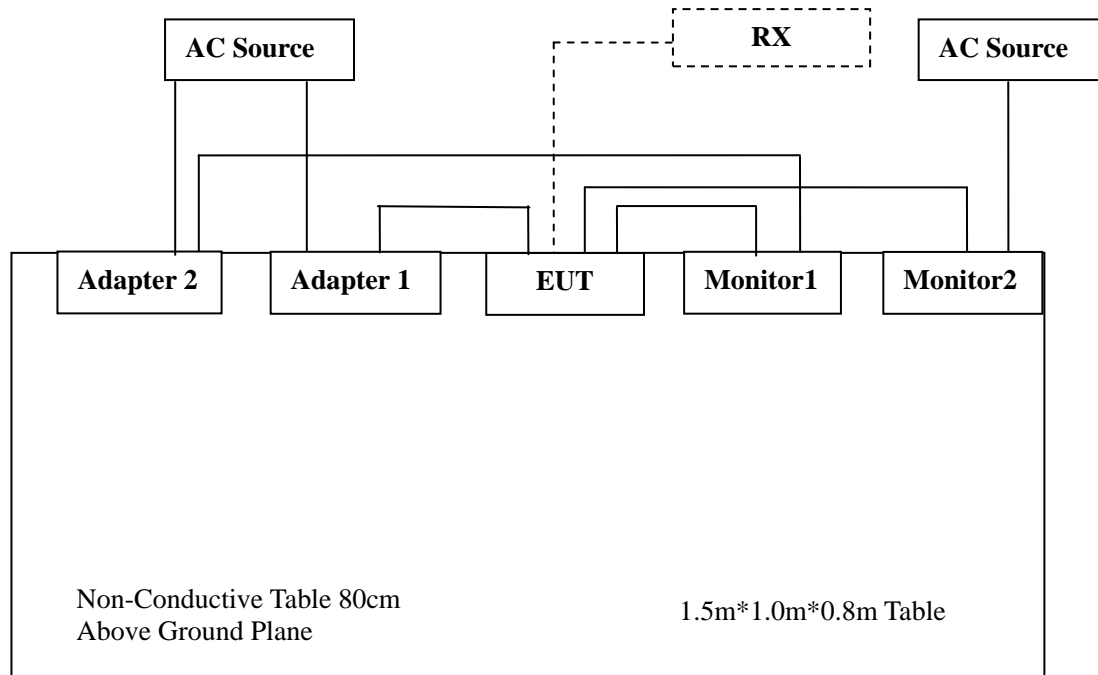 AC Source
RX
AC Source
Adapter 2
Adapter 1
EUT
Monitor1
Monitor2
Non-Conductive Table 80cm
Above Ground Plane
1.5m*1.0m*0.8m Table